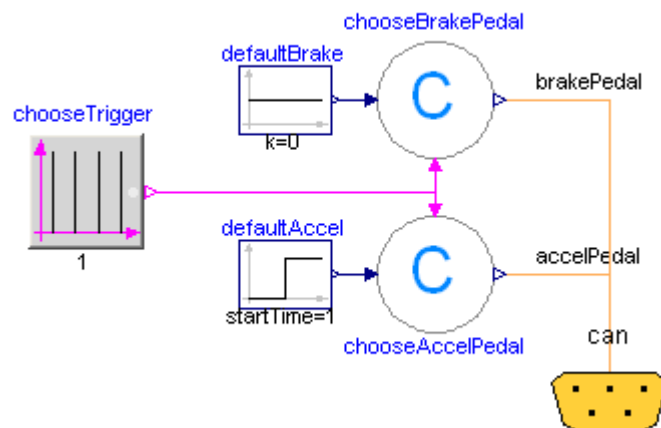 chooseBrakePedal
defaultBrake
C
brakePedal
k=0
chooseTrigger
1
defaultAccel
C
accelPedal
startTime=1
chooseAccelPedal
can